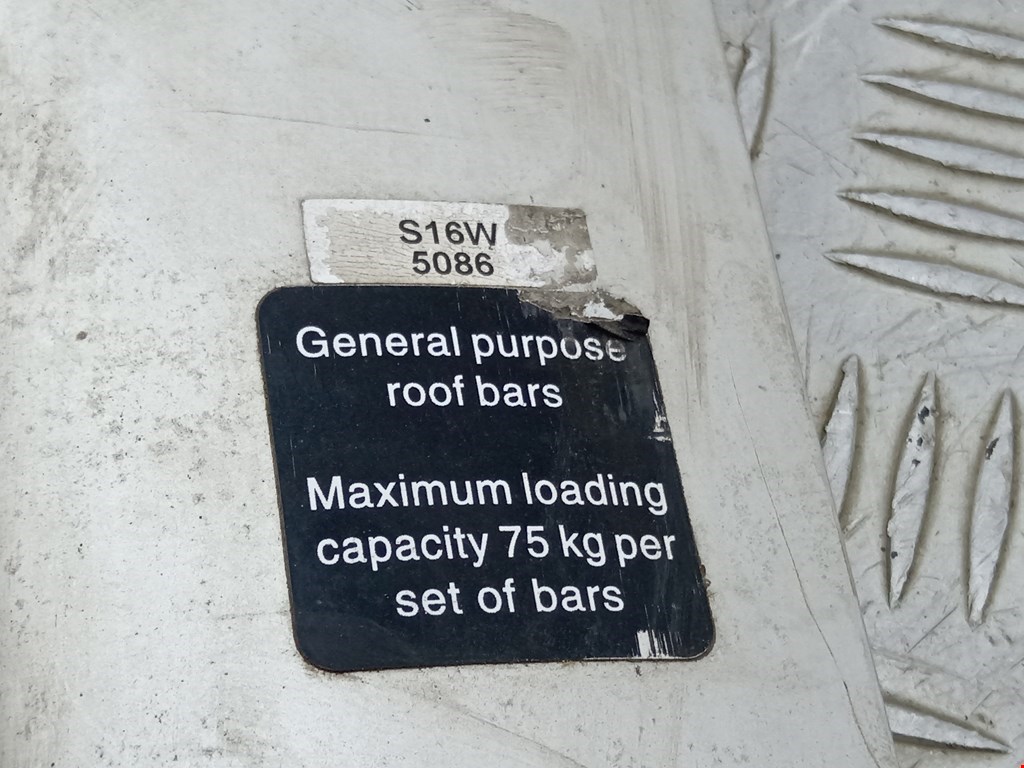 S16W
5086
General purpose
roof bars
Maximum loading
capacity 75 kg per
set of bars